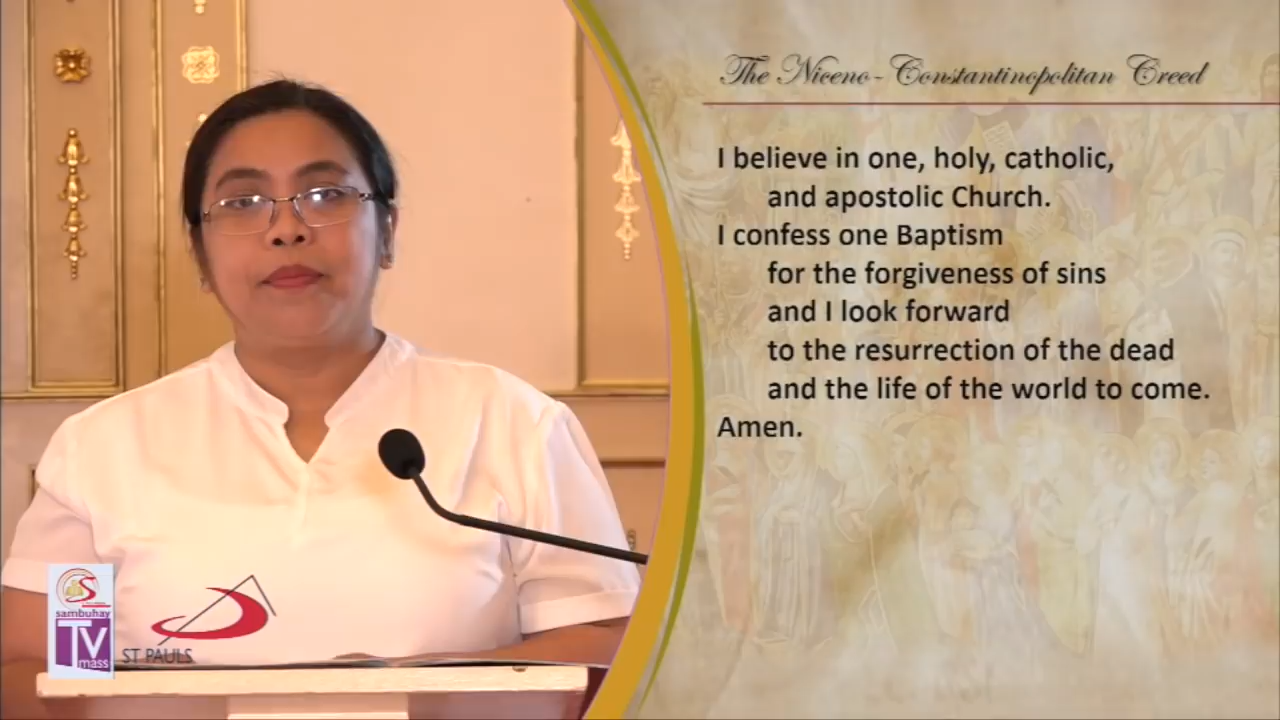 The Niceno-Constantinopolitan Creed
I believe in one, holy, catholic,
and apostolic Church.
I confess one Baptism
for the forgiveness of sins
and I look forward
to the resurrection of the dead
and the life of the world to come.
Amen.
sambuhay
TV
mass
ST PAULS